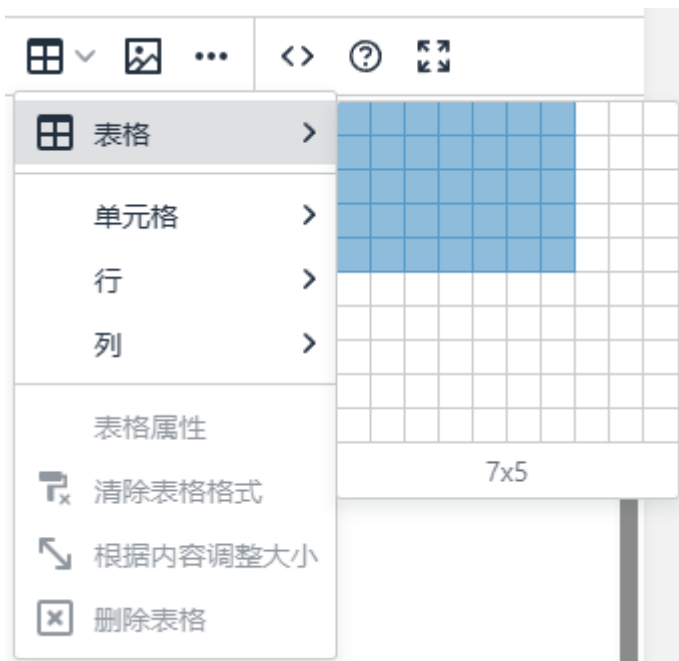 表格
单元格
行
列
表格属性
清除表格格式
根据内容调整大小
删除表格
7x5